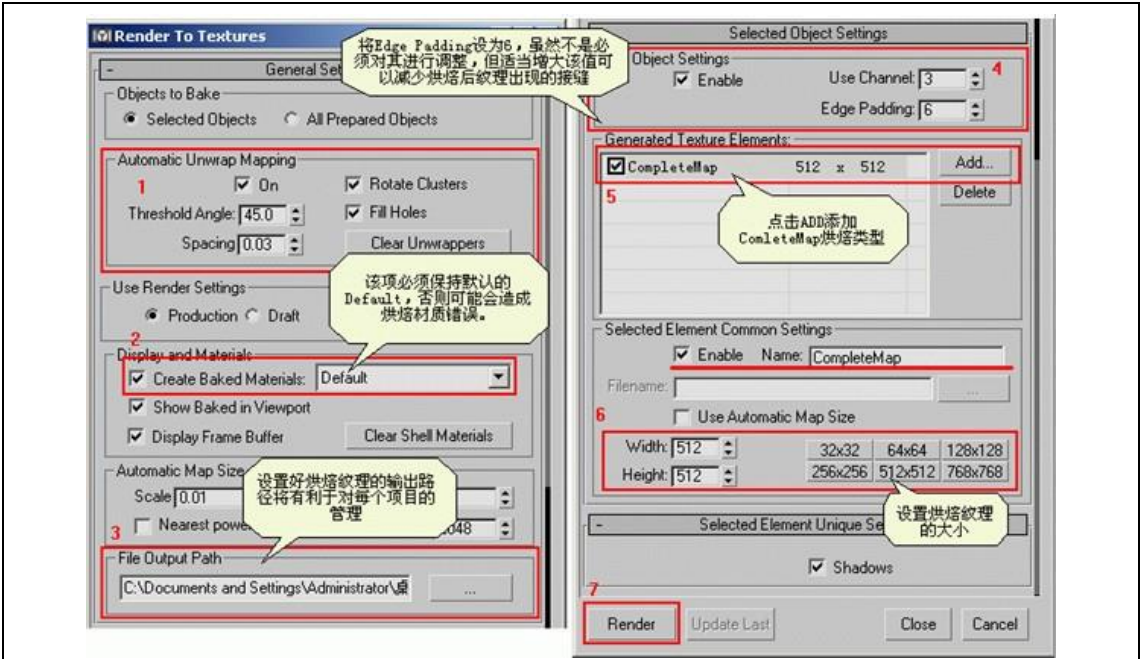 Render To Textures
General Set
将Edge Padding设为6，虽然不是必
须对其进行调整，但适当增大该值可
以减少烘焙后纹理出现的接缝
Objects to Bake
Selected Objects All Prepared Objects
Automatic Unwrap Mapping
1
On Rotate Clusters
Threshold Angle: 45.0 Fill Holes
Spacing 0.03 Clear Unwrappers
该项必须保持默认的
Default，否则可能会造成
烘焙材质错误。
Use Render Settings
Production Draft
2
Display and Materials
Create Baked Materials: Default
Show Baked in Viewport
Display Frame Buffer Clear Shell Materials
Automatic Map Size
Scale 0.01
设置好烘焙纹理的输出路
径将有利于对每个项目的
管理
3 Nearest powe 048
File Output Path
C:\Documents and Settings\Administrator\桌 ...
Selected Object Settings
Object Settings
4
Enable Use Channel: 3
Edge Padding: 6
Generated Texture Elements:
CompleteMap 512 x 512 Add...
5
Delete
点击ADD添加
ComleteMap烘焙类型
Selected Element Common Settings
Enable Name: CompleteMap
Filename: ...
6 Use Automatic Map Size
Width: 512 32x32 64x64 128x128
Height: 512 256x256 512x512 768x768
设置烘焙纹理
的大小
Selected Element Unique Se
Shadows
7
Render Update Last Close Cancel